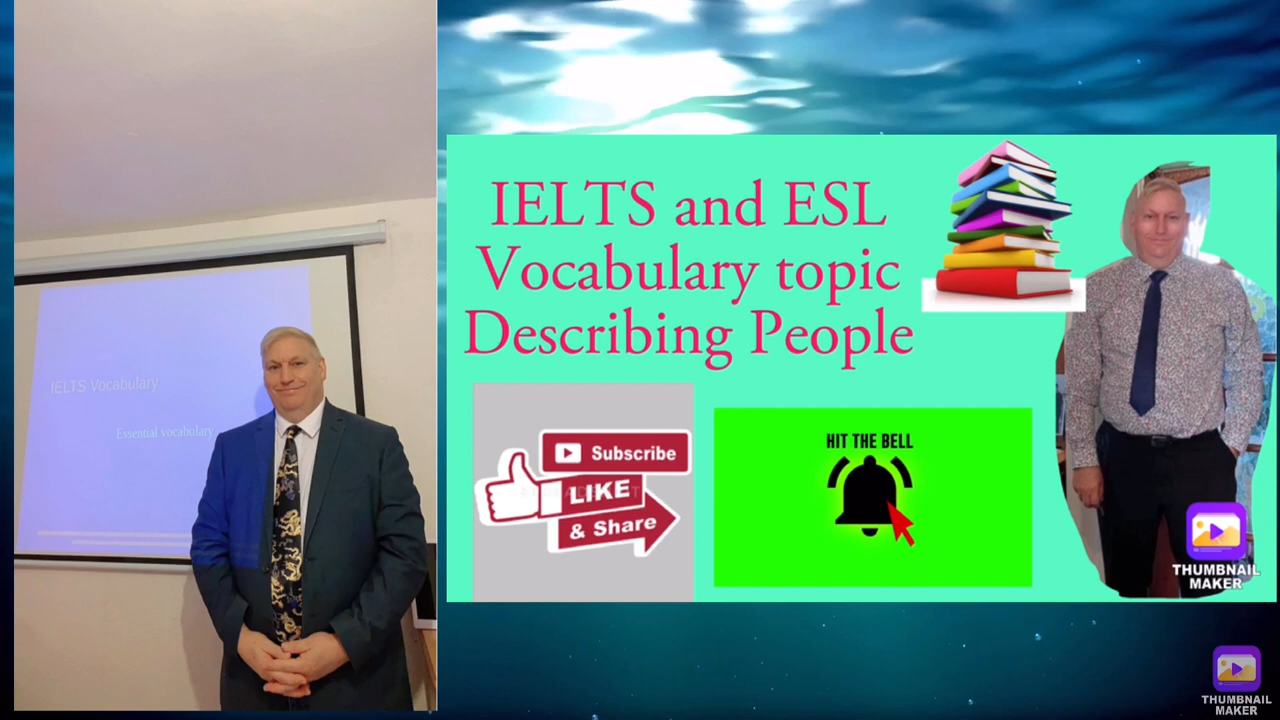 IELTS Vocabulary
Essential vocabulary
IELTS and ESL
Vocabulary topic
Describing People
Subscribe
LIKE
& Share
HIT THE BELL
THUMBNAIL
MAKER
THUMBNAIL
MAKER